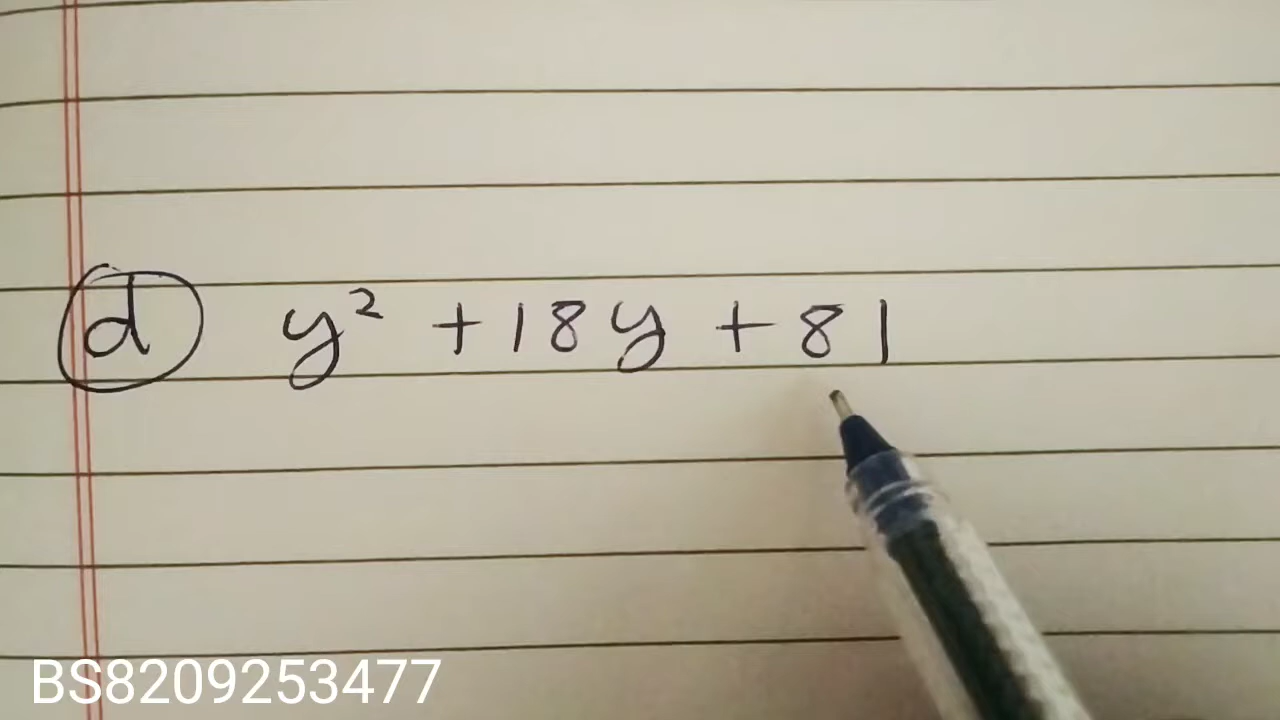 d y² + 18y + 81
BS8209253477